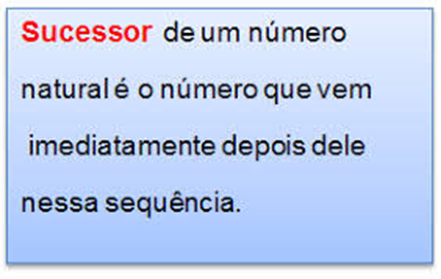 Sucessor de um número
natural é o número que vem
imediatamente depois dele
nessa sequência.